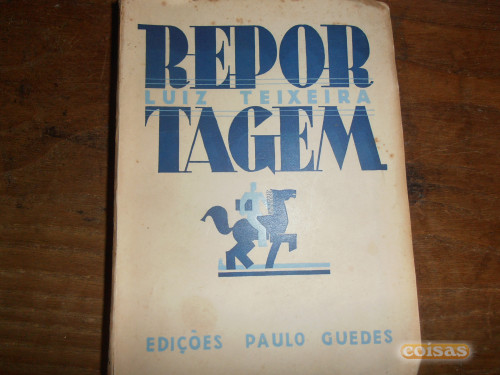 REPOR
LUIZ TEIXEIRA
TAGEM
EDIÇÕES PAULO GUEDES
coisas